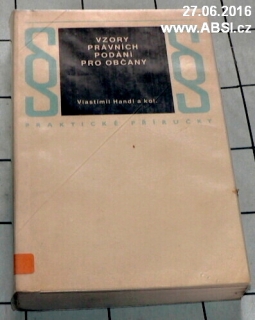 27.06.2016
www.ABSI.cz
VZORY
PRÁVNÍCH
PODÁNÍ
PRO OBČANY
Vlastimil Handl a kol.
PRAKTICKÉ PŘÍRUČKY